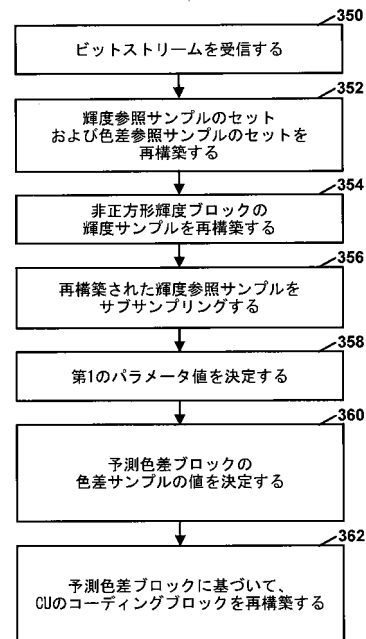 350
ビットストリームを受信する
352
輝度参照サンプルのセット
および色差参照サンプルのセットを
再構築する
354
非正方形輝度ブロックの
輝度サンプルを再構築する
356
再構築された輝度参照サンプルを
サブサンプリングする
358
第1のパラメータ値を決定する
360
予測色差ブロックの
色差サンプルの値を決定する
362
予測色差ブロックに基づいて、
CUのコーディングブロックを再構築する